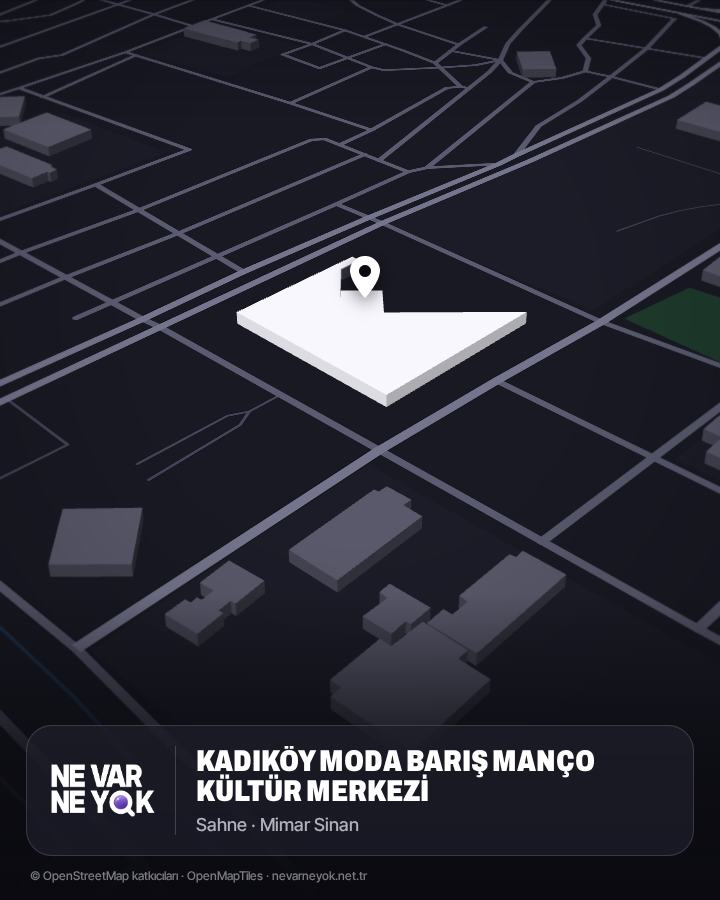 NE VAR
NE YOK
KADIKÖY MODA BARIŞ MANÇO
KÜLTÜR MERKEZİ
Sahne · Mimar Sinan
© OpenStreetMap katkıcıları · OpenMapTiles · nevarneyok.net.tr